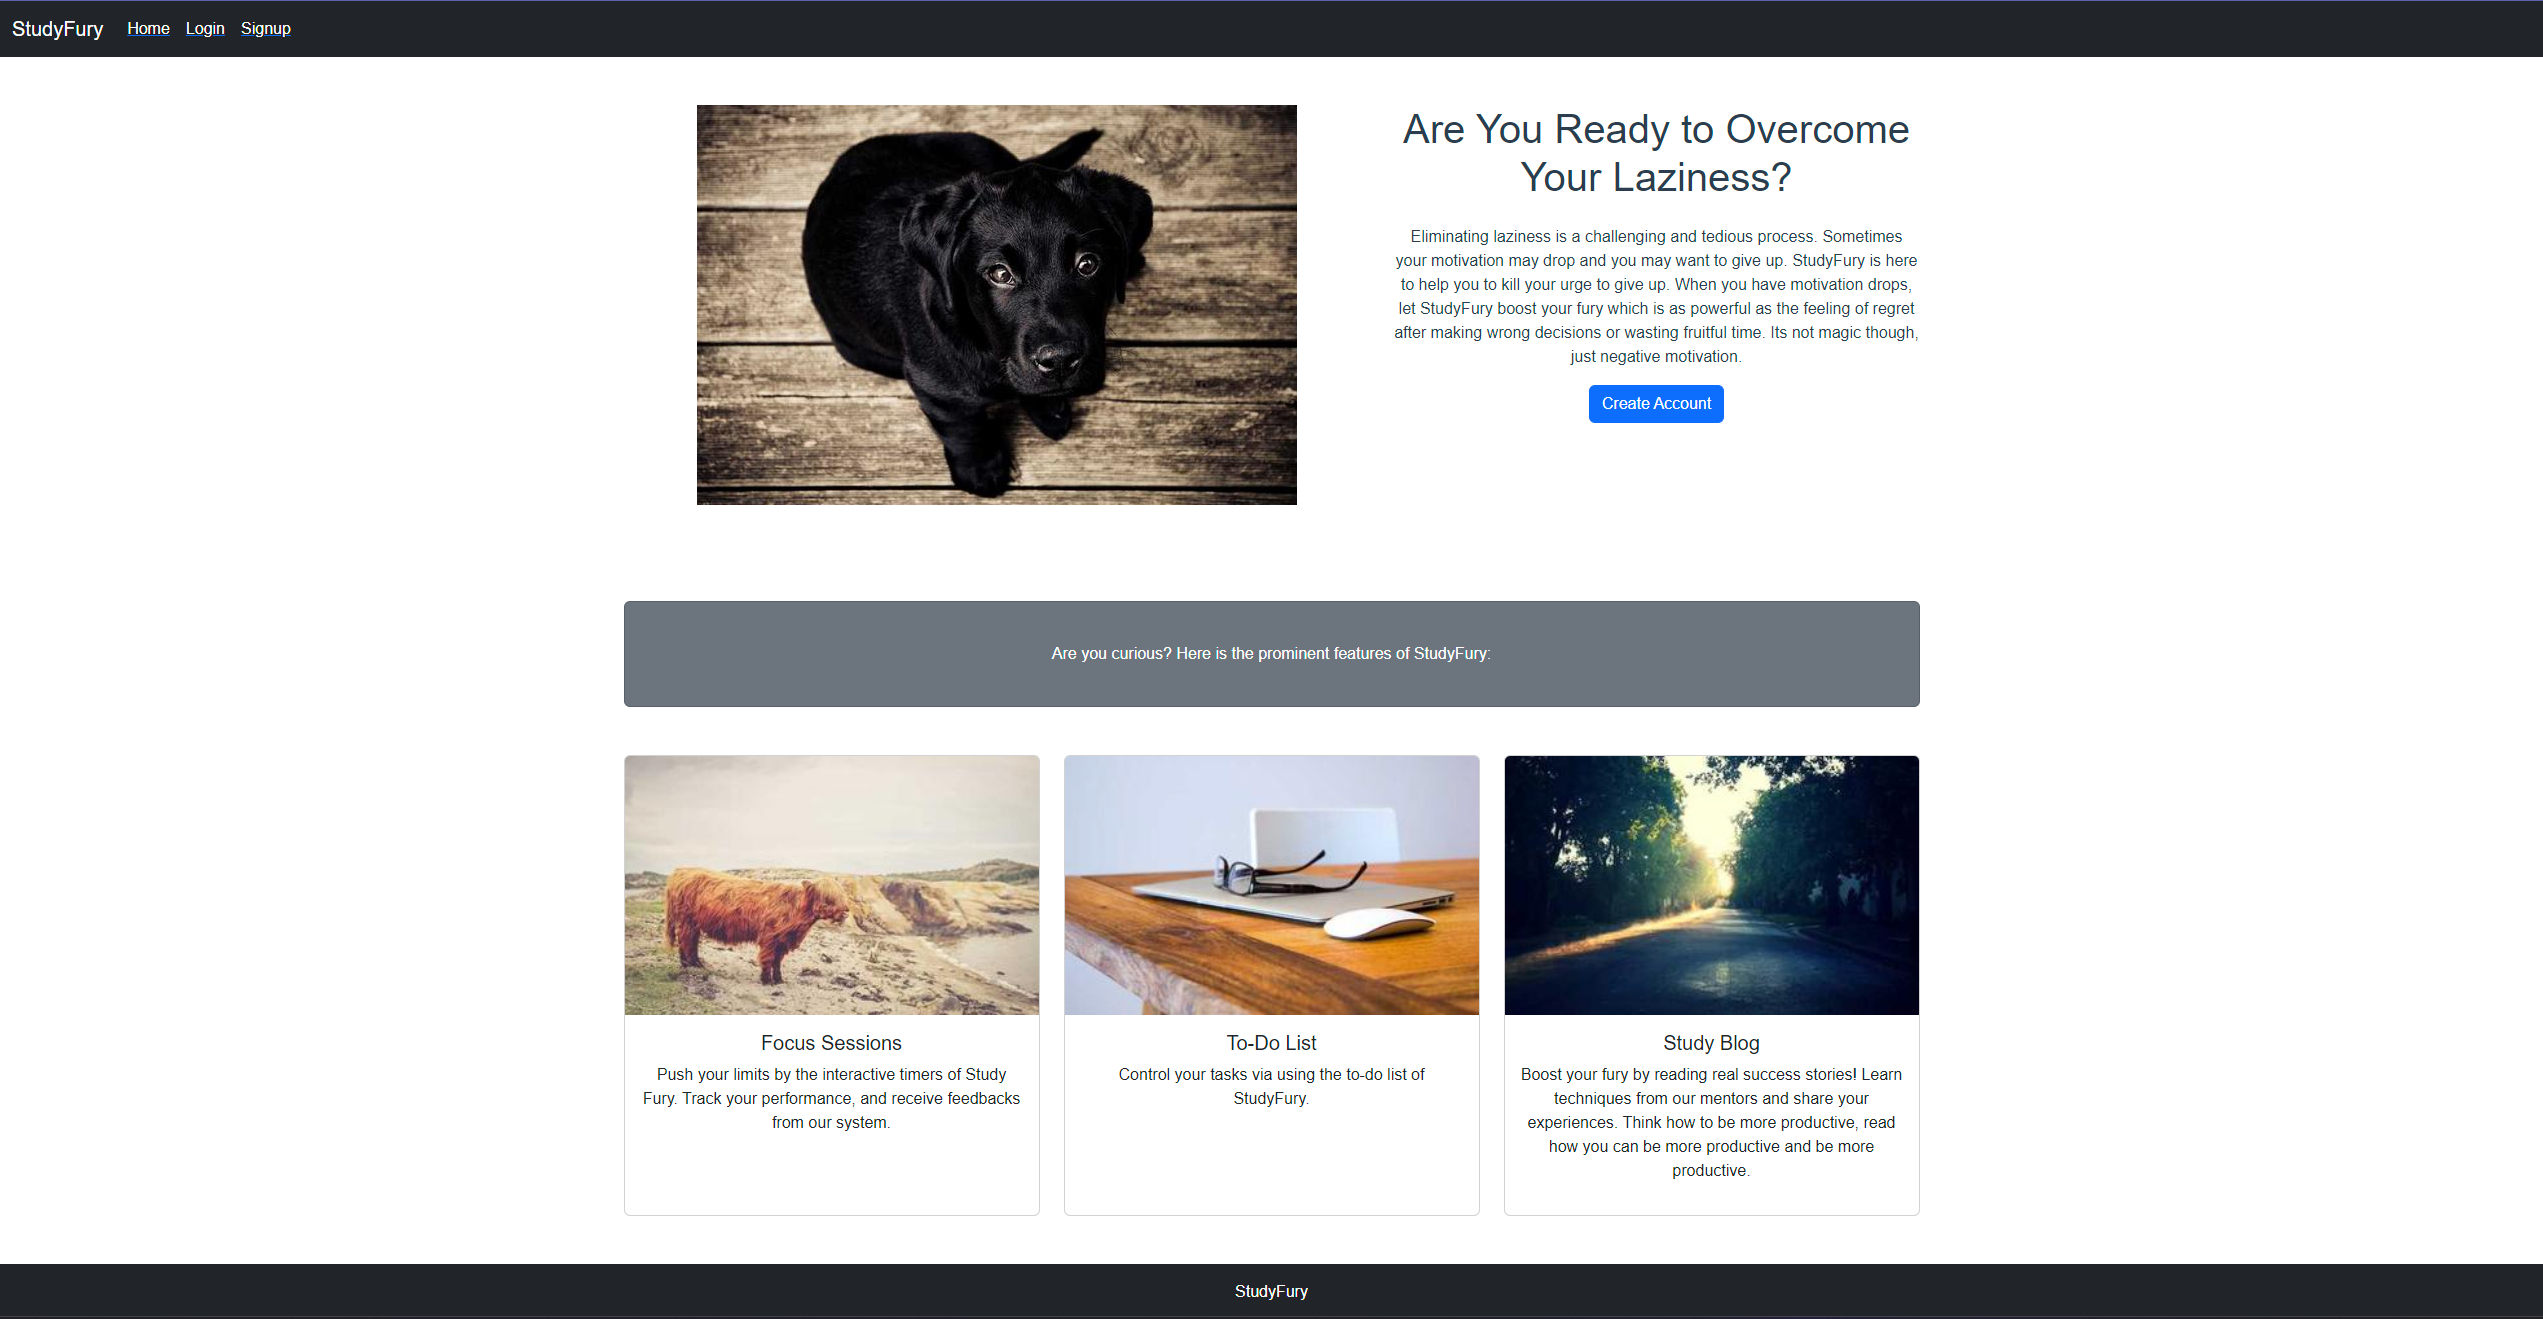 StudyFury Home Login Signup
Are You Ready to Overcome
Your Laziness?
Eliminating laziness is a challenging and tedious process. Sometimes
your motivation may drop and you may want to give up. StudyFury is here
to help you to kill your urge to give up. When you have motivation drops,
let StudyFury boost your fury which is as powerful as the feeling of regret
after making wrong decisions or wasting fruitful time. Its not magic though,
just negative motivation.
Create Account
Are you curious? Here is the prominent features of StudyFury:
Focus Sessions
Push your limits by the interactive timers of Study
Fury. Track your performance, and receive feedbacks
from our system.
To-Do List
Control your tasks via using the to-do list of
StudyFury.
Study Blog
Boost your fury by reading real success stories! Learn
techniques from our mentors and share your
experiences. Think how to be more productive, read
how you can be more productive and be more
productive.
StudyFury